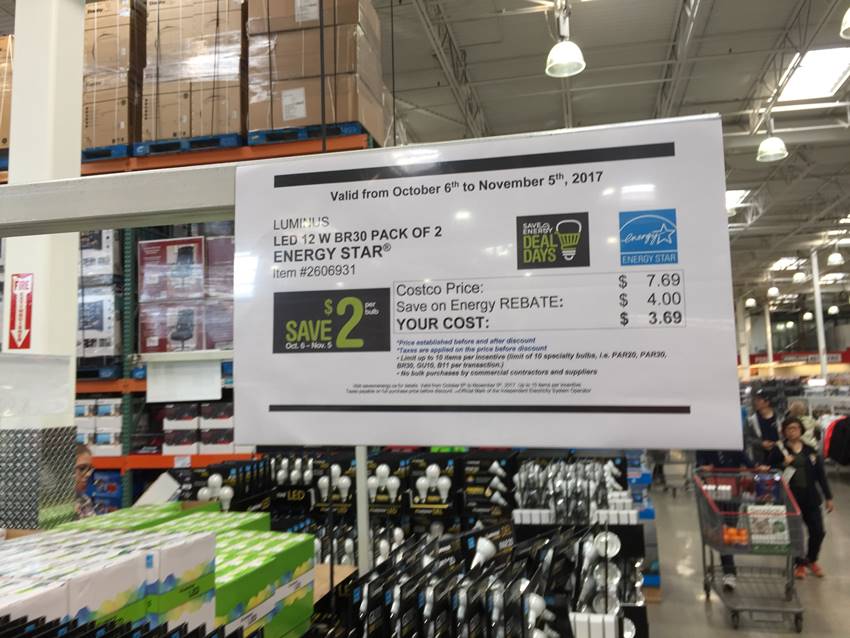 Valid from October 6th to November 5th, 2017
LUMINUS
LED 12 W BR30 PACK OF 2
ENERGY STAR®
Item #2606931
SAVE ON ENERGY
DEAL DAYS
energy
ENERGY STAR
SAVE $2 per bulb
Oct. 6 - Nov. 5
Costco Price: $ 7.69
Save on Energy REBATE: $ 4.00
YOUR COST: $ 3.69
*Price established before and after discount
*Taxes are applied on the price before discount
• Limit up to 10 items per incentive (limit of 10 specialty bulbs, i.e. PAR20, PAR30,
BR30, GU10, B11 per transaction.)
• No bulk purchases by commercial contractors and suppliers
FIRE
LED